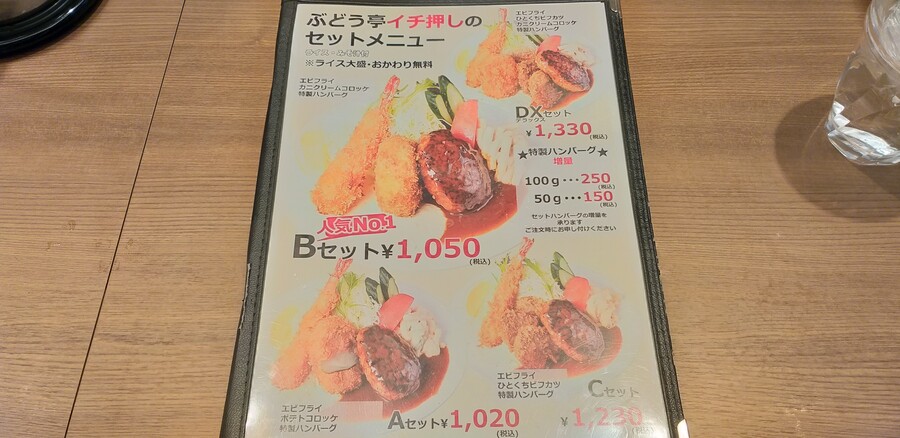 ぶどう亭イチ押しの
セットメニュー
ライス・みそ汁付
※ライス大盛・おかわり無料
エビフライ
カニクリームコロッケ
特製ハンバーグ
エビフライ
ひとくちビフカツ
カニクリームコロッケ
特製ハンバーグ
DXセット
デラックス
¥1,330(税込)
★特製ハンバーグ★
増量
100g・・・250(税込)
50g・・・150(税込)
セットハンバーグの増量を
承ります
ご注文時にお申し付けください
人気No.1
Bセット¥1,050(税込)
エビフライ
ポテトコロッケ
特製ハンバーグ
Aセット¥1,020(税込)
エビフライ
ひとくちビフカツ
特製ハンバーグ
Cセット
¥1,230(税込)